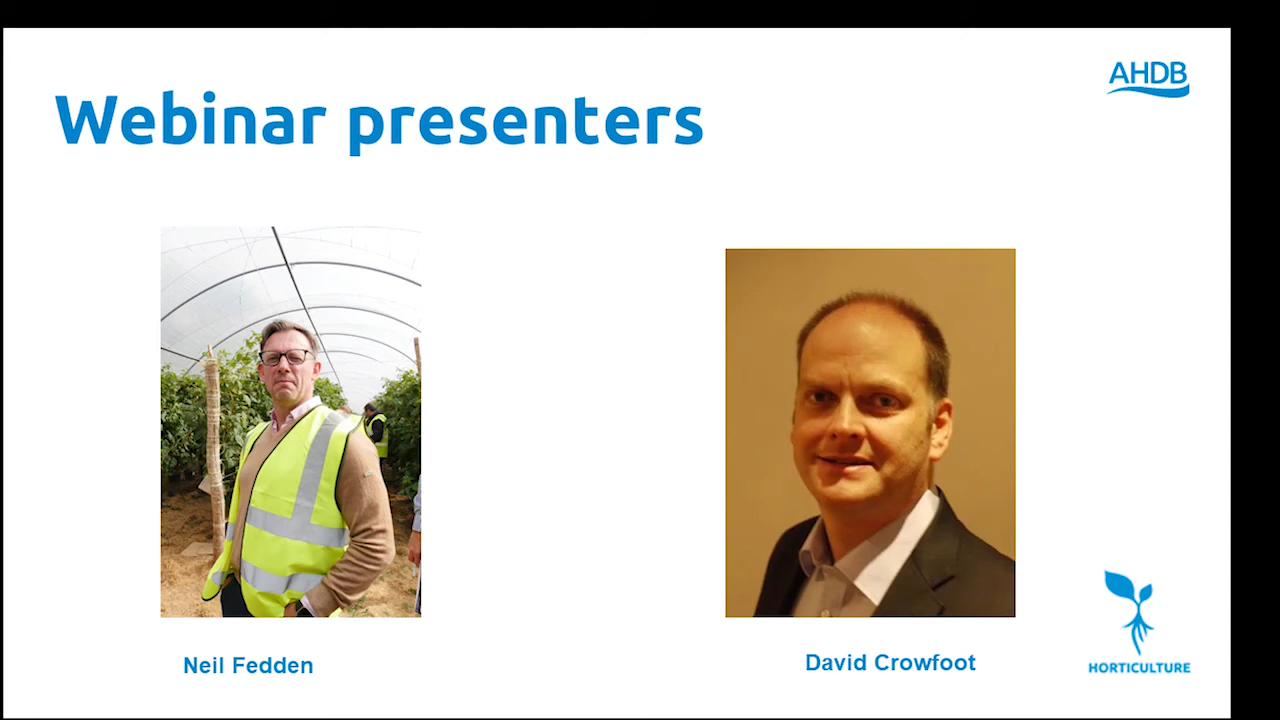 AHDB
Webinar presenters
Neil Fedden
David Crowfoot
HORTICULTURE